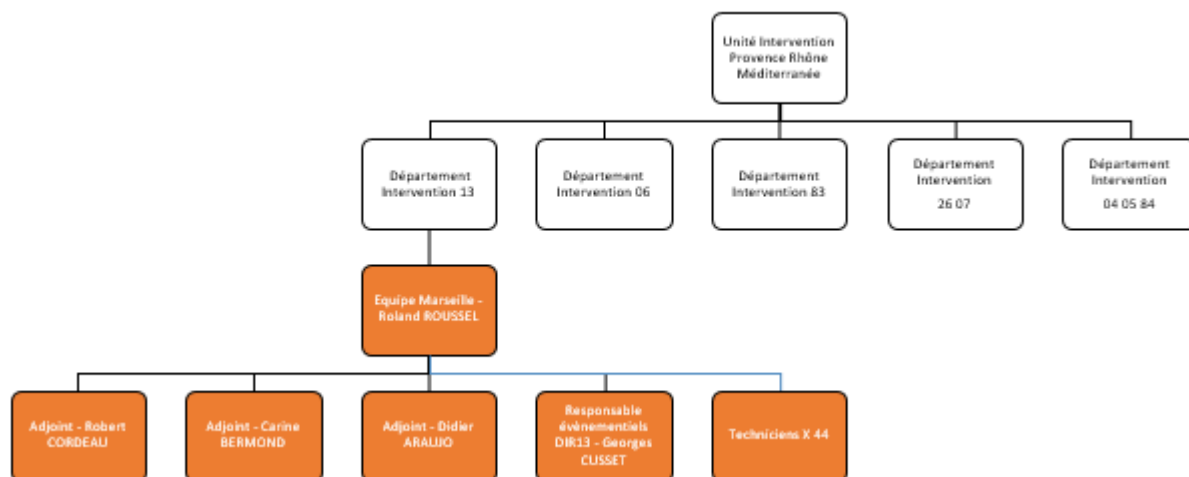 Unité Intervention
Provence Rhône
Méditerranée
Département
Intervention 13
Département
Intervention 06
Département
Intervention 83
Département
Intervention
26 07
Département
Intervention
04 05 84
Equipe Marseille -
Roland ROUSSEL
Adjoint - Robert
CORDEAU
Adjoint - Carine
BERMOND
Adjoint - Didier
ARAUJO
Responsable
évènementiels
DIR13 - Georges
CUSSET
Techniciens X 44